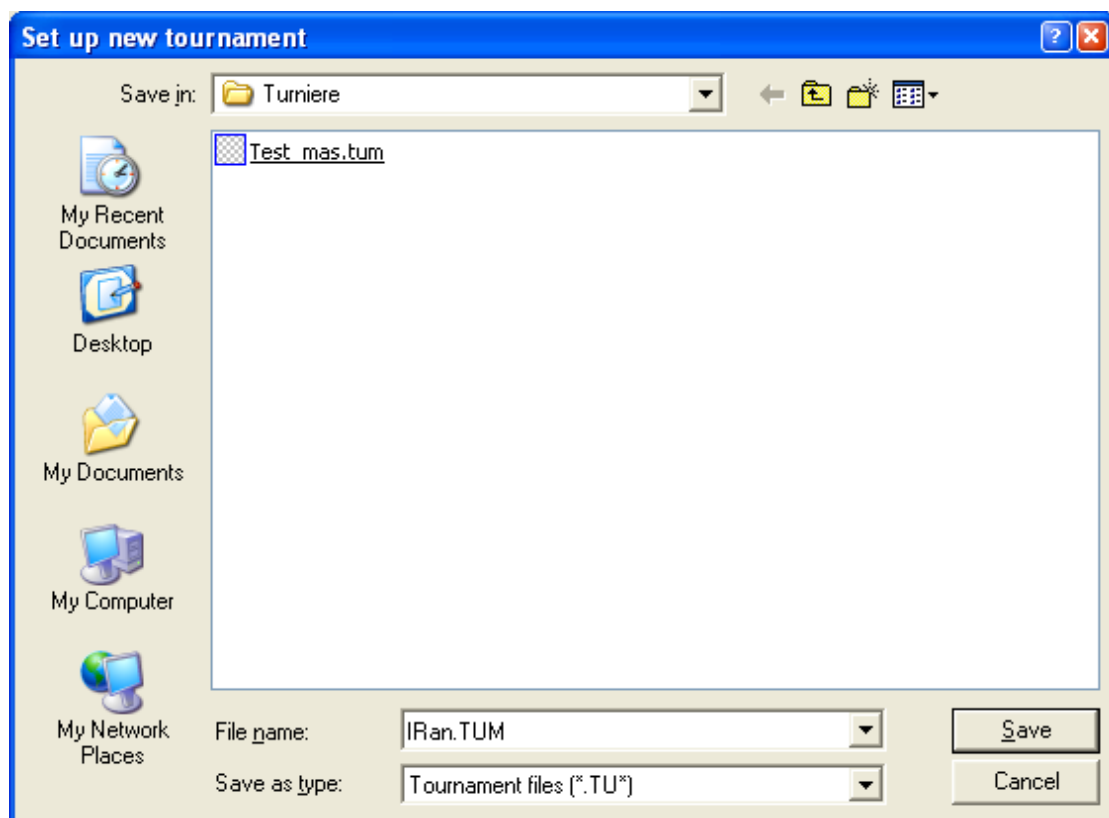 Set up new tournament
Save in: Turniere
Test_mas.tum
My Recent
Documents
Desktop
My Documents
My Computer
My Network
Places
File name: IRan.TUM
Save
Save as type: Tournament files (*.TU*)
Cancel